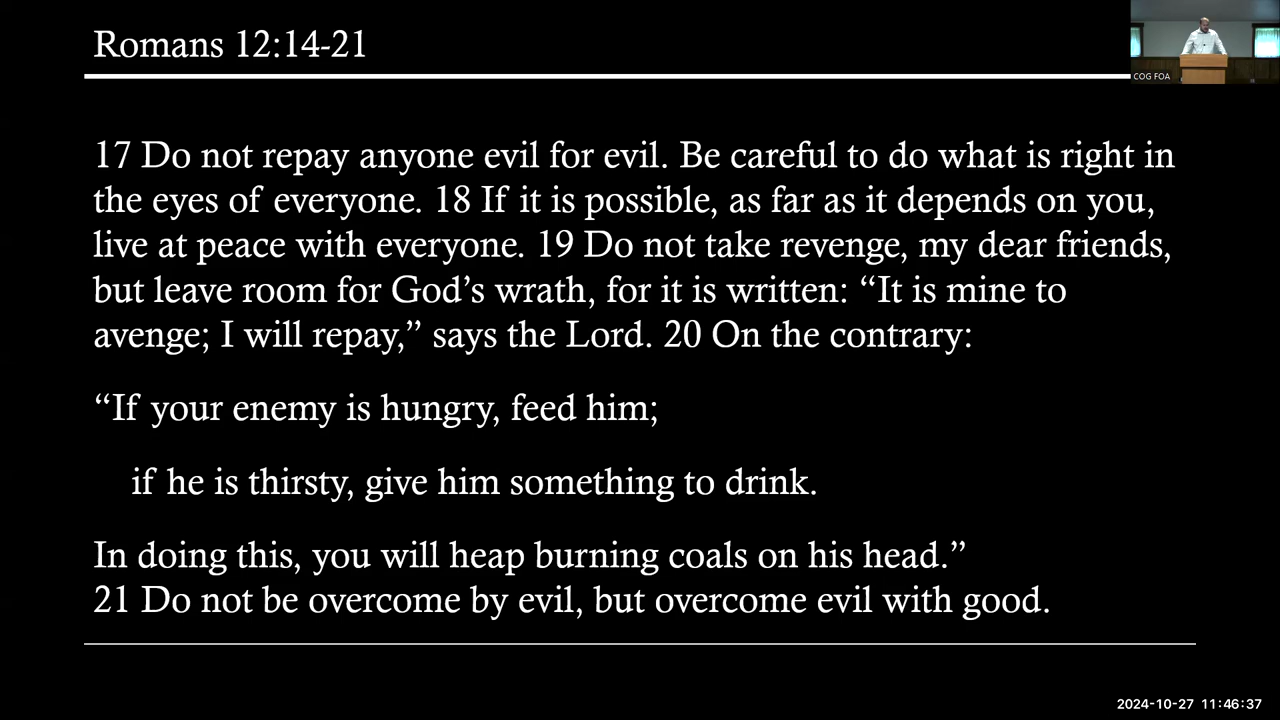 Romans 12:14-21
COG FOA
17 Do not repay anyone evil for evil. Be careful to do what is right in
the eyes of everyone. 18 If it is possible, as far as it depends on you,
live at peace with everyone. 19 Do not take revenge, my dear friends,
but leave room for God’s wrath, for it is written: “It is mine to
avenge; I will repay,” says the Lord. 20 On the contrary:
“If your enemy is hungry, feed him;
if he is thirsty, give him something to drink.
In doing this, you will heap burning coals on his head.”
21 Do not be overcome by evil, but overcome evil with good.
2024-10-27 11:46:37